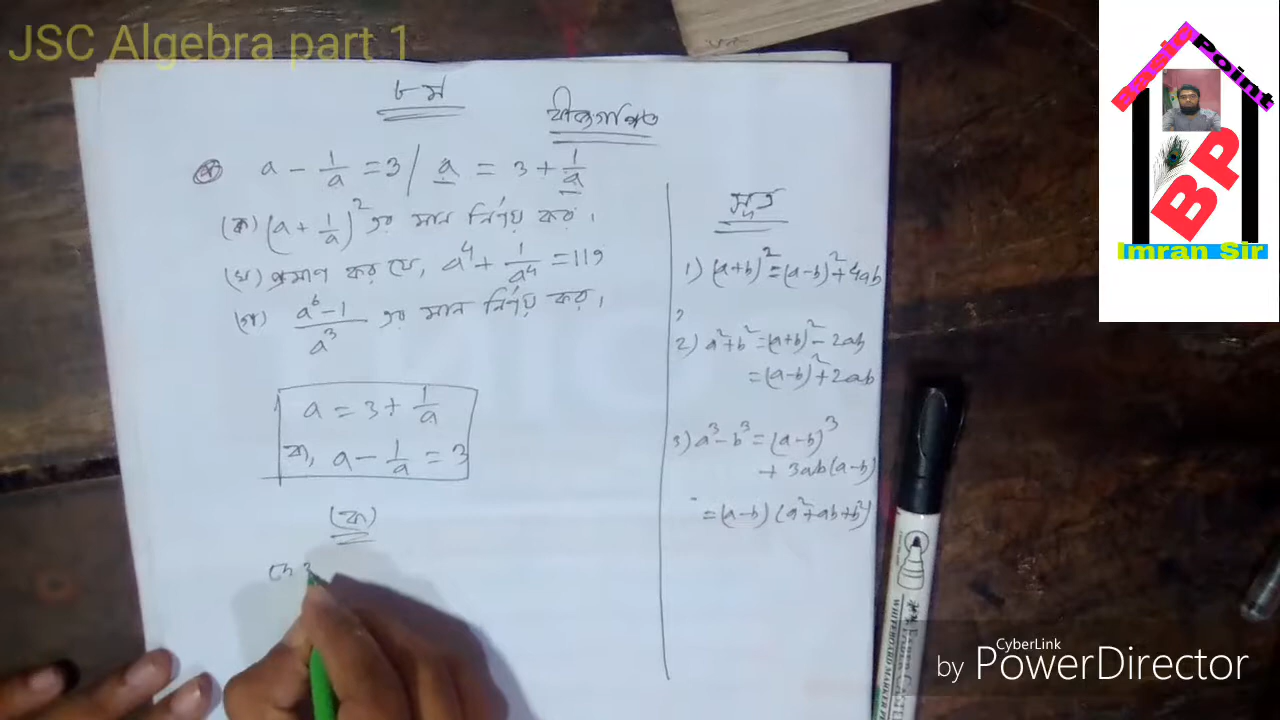 JSC Algebra part 1
৮ম
বীজগণিত
a - 1/a = 3 / a = 3 + 1/a
(ক) (a + 1/a)² এর মান নির্ণয় কর।
(খ) প্রমাণ কর যে, a⁴ + 1/a⁴ = 119
(গ) (a⁶ - 1)/a³ এর মান নির্ণয় কর।
a = 3 + 1/a
বা, a - 1/a = 3
(ক)
সূত্র
1) (a+b)² = (a-b)² + 4ab
2) a² + b² = (a+b)² - 2ab
= (a-b)² + 2ab
3) a³ - b³ = (a-b)³
+ 3ab(a-b)
= (a-b) (a² + ab + b²)
Basic Point
BP
Imran Sir
CyberLink
by PowerDirector